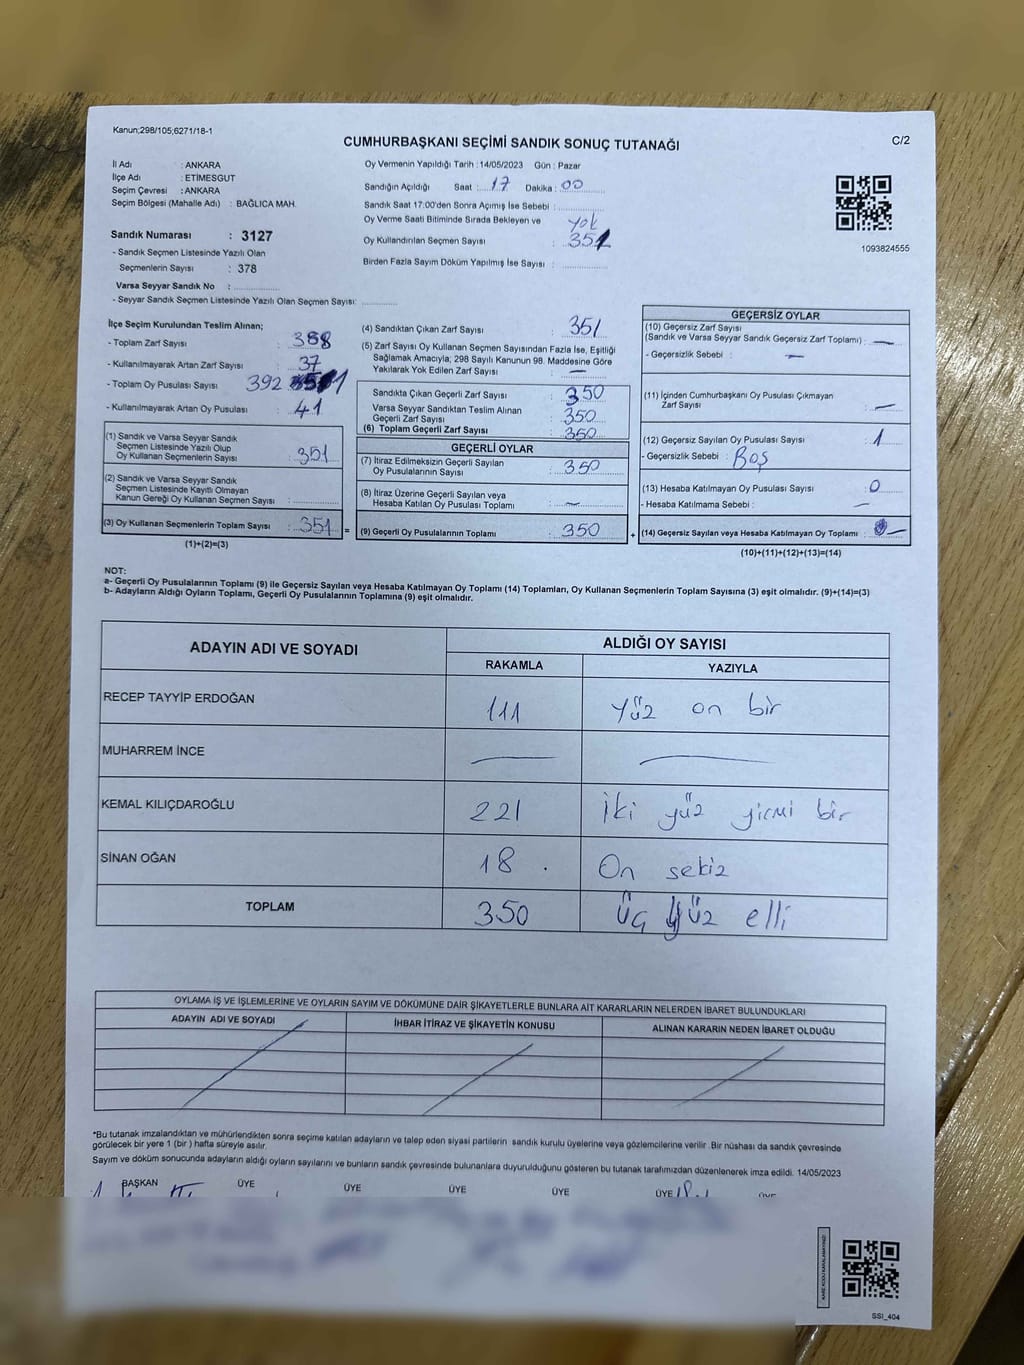 Kanun;298/105;6271/18-1
C/2
CUMHURBAŞKANI SEÇİMİ SANDIK SONUÇ TUTANAĞI
İl Adı : ANKARA
İlçe Adı : ETİMESGUT
Seçim Çevresi : ANKARA
Seçim Bölgesi (Mahalle Adı) : BAĞLICA MAH.
Sandık Numarası : 3127
- Sandık Seçmen Listesinde Yazılı Olan
Seçmenlerin Sayısı : 378
Varsa Seyyar Sandık No :
- Seyyar Sandık Seçmen Listesinde Yazılı Olan Seçmen Sayısı:
Oy Vermenin Yapıldığı Tarih : 14/05/2023 Gün : Pazar
Sandığın Açıldığı Saat : 17 Dakika : 00
Sandık Saat 17:00'den Sonra Açımış İse Sebebi :
Oy Verme Saati Bitiminde Sırada Bekleyen ve yok
Oy Kullandırılan Seçmen Sayısı : 351
Birden Fazla Sayım Döküm Yapılmış İse Sayısı :
1093824555
İlçe Seçim Kurulundan Teslim Alınan;
- Toplam Zarf Sayısı : 388
- Kullanılmayarak Artan Zarf Sayısı : 37
- Toplam Oy Pusulası Sayısı 392
- Kullanılmayarak Artan Oy Pusulası : 41
(1) Sandık ve Varsa Seyyar Sandık
Seçmen Listesinde Yazılı Olup
Oy Kullanan Seçmenlerin Sayısı : 351
(2) Sandık ve Varsa Seyyar Sandık
Seçmen Listesinde Kayıtlı Olmayan
Kanun Gereği Oy Kullanan Seçmen Sayısı :
(3) Oy Kullanan Seçmenlerin Toplam Sayısı : 351 =
(1)+(2)=(3)
(4) Sandıktan Çıkan Zarf Sayısı : 351
(5) Zarf Sayısı Oy Kullanan Seçmen Sayısından Fazla İse, Eşitliği
Sağlamak Amacıyla; 298 Sayılı Kanunun 98. Maddesine Göre
Yakılarak Yok Edilen Zarf Sayısı : —
Sandıkta Çıkan Geçerli Zarf Sayısı : 350
Varsa Seyyar Sandıktan Teslim Alınan
Geçerli Zarf Sayısı : 350
(6) Toplam Geçerli Zarf Sayısı : 350
GEÇERLİ OYLAR
(7) İtiraz Edilmeksizin Geçerli Sayılan
Oy Pusulalarının Sayısı : 350
(8) İtiraz Üzerine Geçerli Sayılan veya
Hesaba Katılan Oy Pusulası Toplamı : —
(9) Geçerli Oy Pusulalarının Toplamı : 350 +
GEÇERSİZ OYLAR
(10) Geçersiz Zarf Sayısı
(Sandık ve Varsa Seyyar Sandık Geçersiz Zarf Toplamı) : —
- Geçersizlik Sebebi : —
(11) İçinden Cumhurbaşkanı Oy Pusulası Çıkmayan
Zarf Sayısı : —
(12) Geçersiz Sayılan Oy Pusulası Sayısı : 1
- Geçersizlik Sebebi : Boş
(13) Hesaba Katılmayan Oy Pusulası Sayısı : 0
- Hesaba Katılmama Sebebi : —
(14) Geçersiz Sayılan veya Hesaba Katılmayan Oy Toplamı :
(10)+(11)+(12)+(13)=(14)
NOT:
a- Geçerli Oy Pusulalarının Toplamı (9) ile Geçersiz Sayılan veya Hesaba Katılmayan Oy Toplamı (14) Toplamları, Oy Kullanan Seçmenlerin Toplam Sayısına (3) eşit olmalıdır. (9)+(14)=(3)
b- Adayların Aldığı Oyların Toplamı, Geçerli Oy Pusulalarının Toplamına (9) eşit olmalıdır.
ADAYIN ADI VE SOYADI ALDIĞI OY SAYISI
RAKAMLA YAZIYLA
RECEP TAYYİP ERDOĞAN 111 Yüz on bir
MUHARREM İNCE — —
KEMAL KILIÇDAROĞLU 221 İki yüz yirmi bir
SİNAN OĞAN 18. On sekiz
TOPLAM 350 Üç yüz elli
OYLAMA İŞ VE İŞLEMLERİNE VE OYLARIN SAYIM VE DÖKÜMÜNE DAİR ŞİKAYETLERLE BUNLARA AİT KARARLARIN NELERDEN İBARET BULUNDUKLARI
ADAYIN ADI VE SOYADI İHBAR İTİRAZ VE ŞİKAYETİN KONUSU ALINAN KARARIN NEDEN İBARET OLDUĞU
*Bu tutanak imzalandıktan ve mühürlendikten sonra seçime katılan adayların ve talep eden siyasi partilerin sandık kurulu üyelerine veya gözlemcilerine verilir. Bir nüshası da sandık çevresinde
görülecek bir yere 1 (bir ) hafta süreyle asılır.
Sayım ve döküm sonucunda adayların aldığı oyların sayılarını ve bunların sandık çevresinde bulunanlara duyurulduğunu gösteren bu tutanak tarafımızdan düzenlenerek imza edildi. 14/05/2023
BAŞKAN ÜYE ÜYE ÜYE ÜYE ÜYE ÜYE
SSI_404